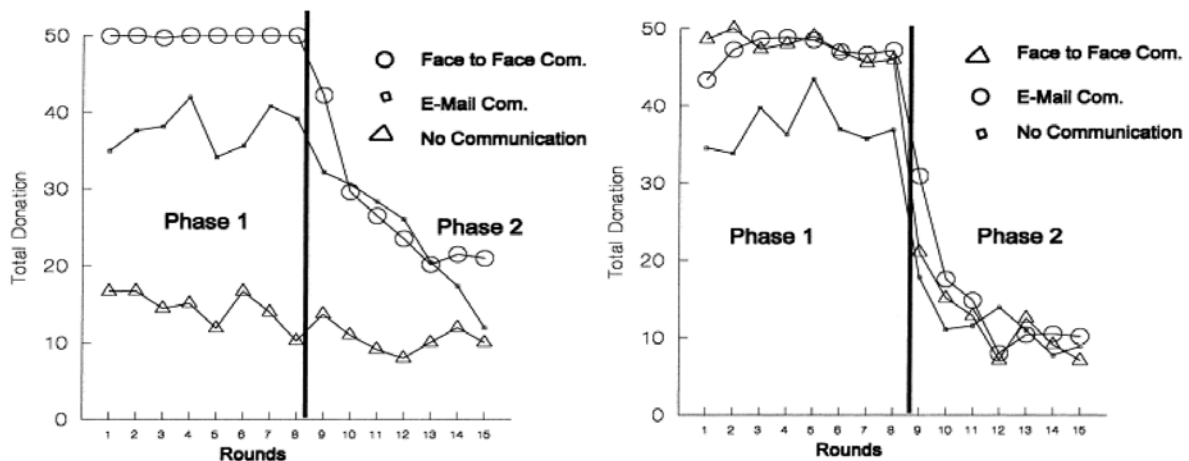 50
40
30
20
10
0
Total Donation
Face to Face Com.
E-Mail Com.
No Communication
Phase 1
Phase 2
1 2 3 4 5 6 7 8 9 10 11 12 13 14 15
Rounds
50
40
30
20
10
0
Total Donation
Face to Face Com.
E-Mail Com.
No Communication
Phase 1
Phase 2
1 2 3 4 5 6 7 8 9 10 11 12 13 14 15
Rounds